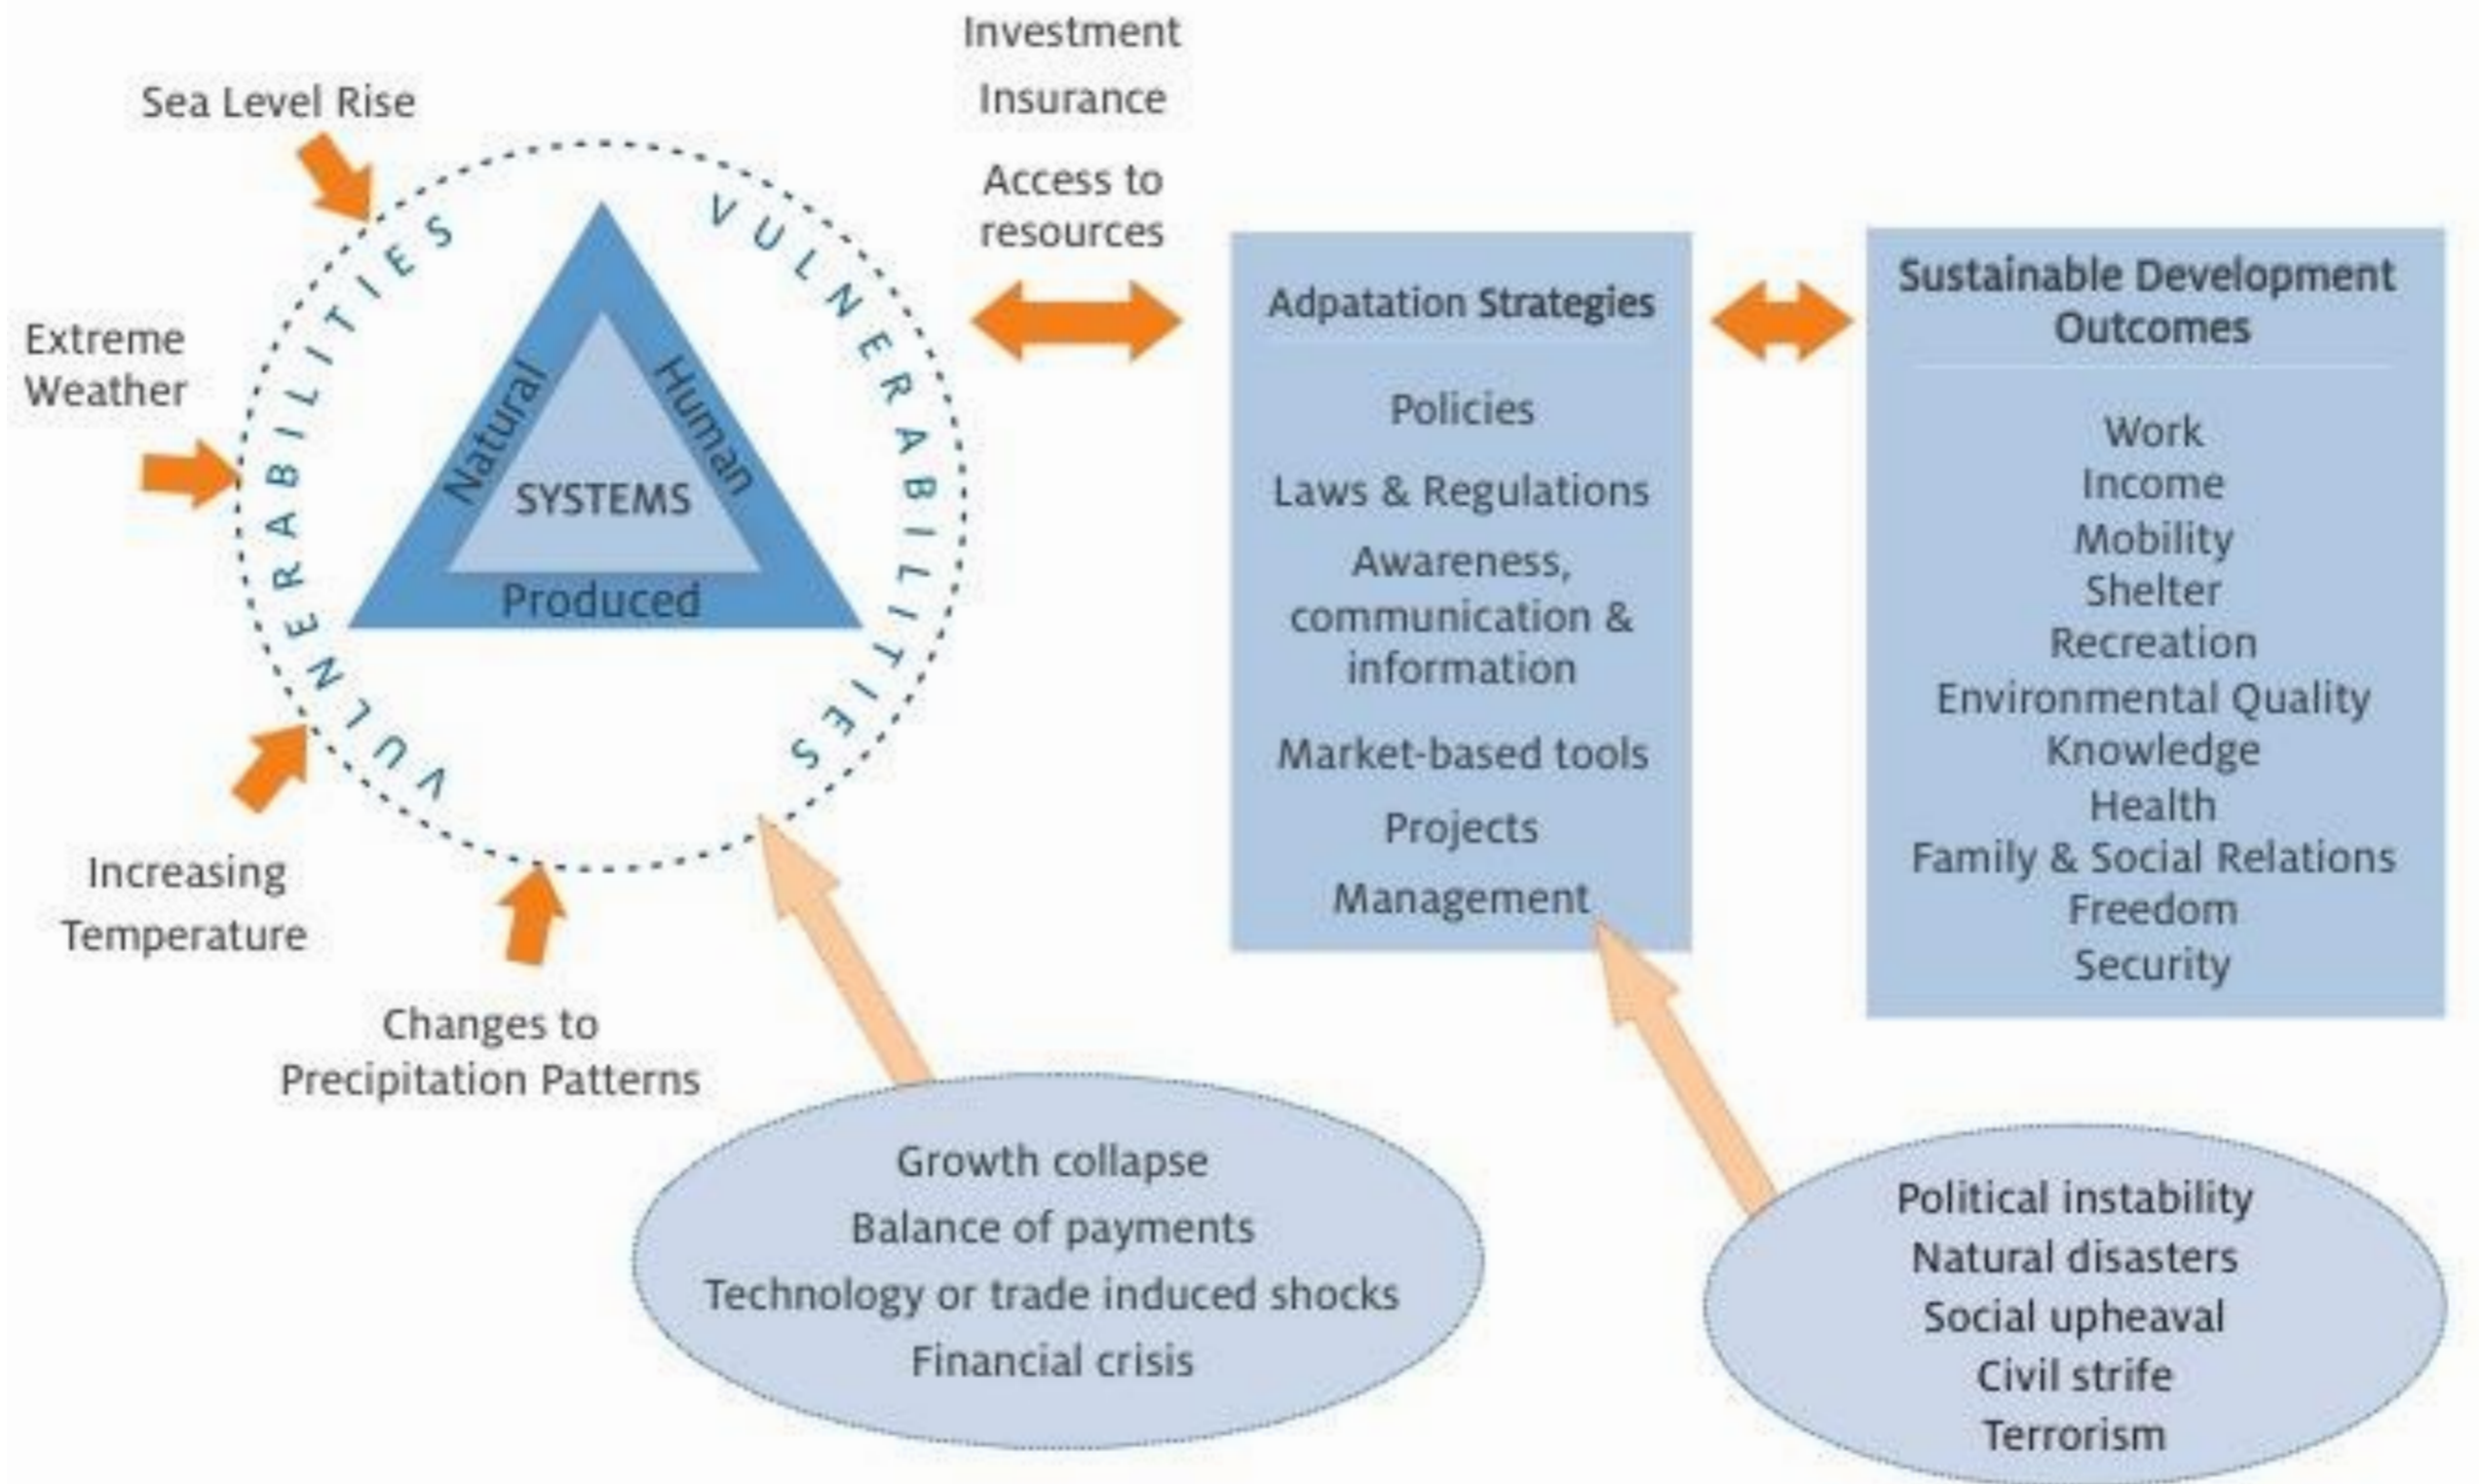 Sea Level Rise
Extreme
Weather
Increasing
Temperature
Changes to
Precipitation Patterns
VULNERABILITIES
VULNERABILITIES
Natural
Human
SYSTEMS
Produced
Investment
Insurance
Access to
resources
Adpatation Strategies
Policies
Laws & Regulations
Awareness,
communication &
information
Market-based tools
Projects
Management
Sustainable Development
Outcomes
Work
Income
Mobility
Shelter
Recreation
Environmental Quality
Knowledge
Health
Family & Social Relations
Freedom
Security
Growth collapse
Balance of payments
Technology or trade induced shocks
Financial crisis
Political instability
Natural disasters
Social upheaval
Civil strife
Terrorism